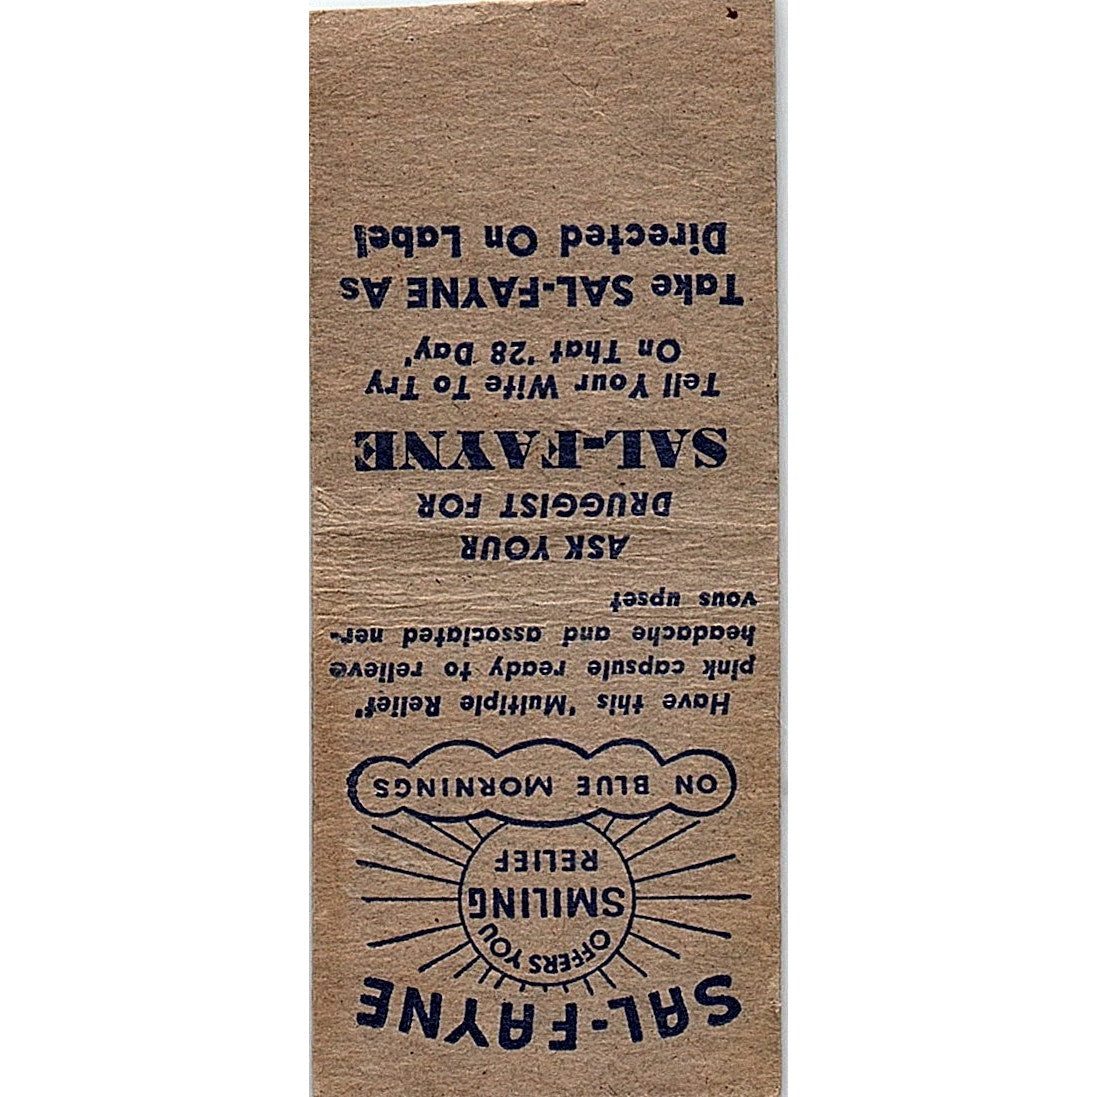 SAL-FAYNE
OFFERS YOU
SMILING
RELIEF
ON BLUE MORNINGS
Have this 'Multiple Relief'
pink capsule ready to relieve
headache and associated ner-
vous upset
ASK YOUR
DRUGGIST FOR
SAL-FAYNE
Tell Your Wife To Try
On That '28 Day'
Take SAL-FAYNE As
Directed On Label